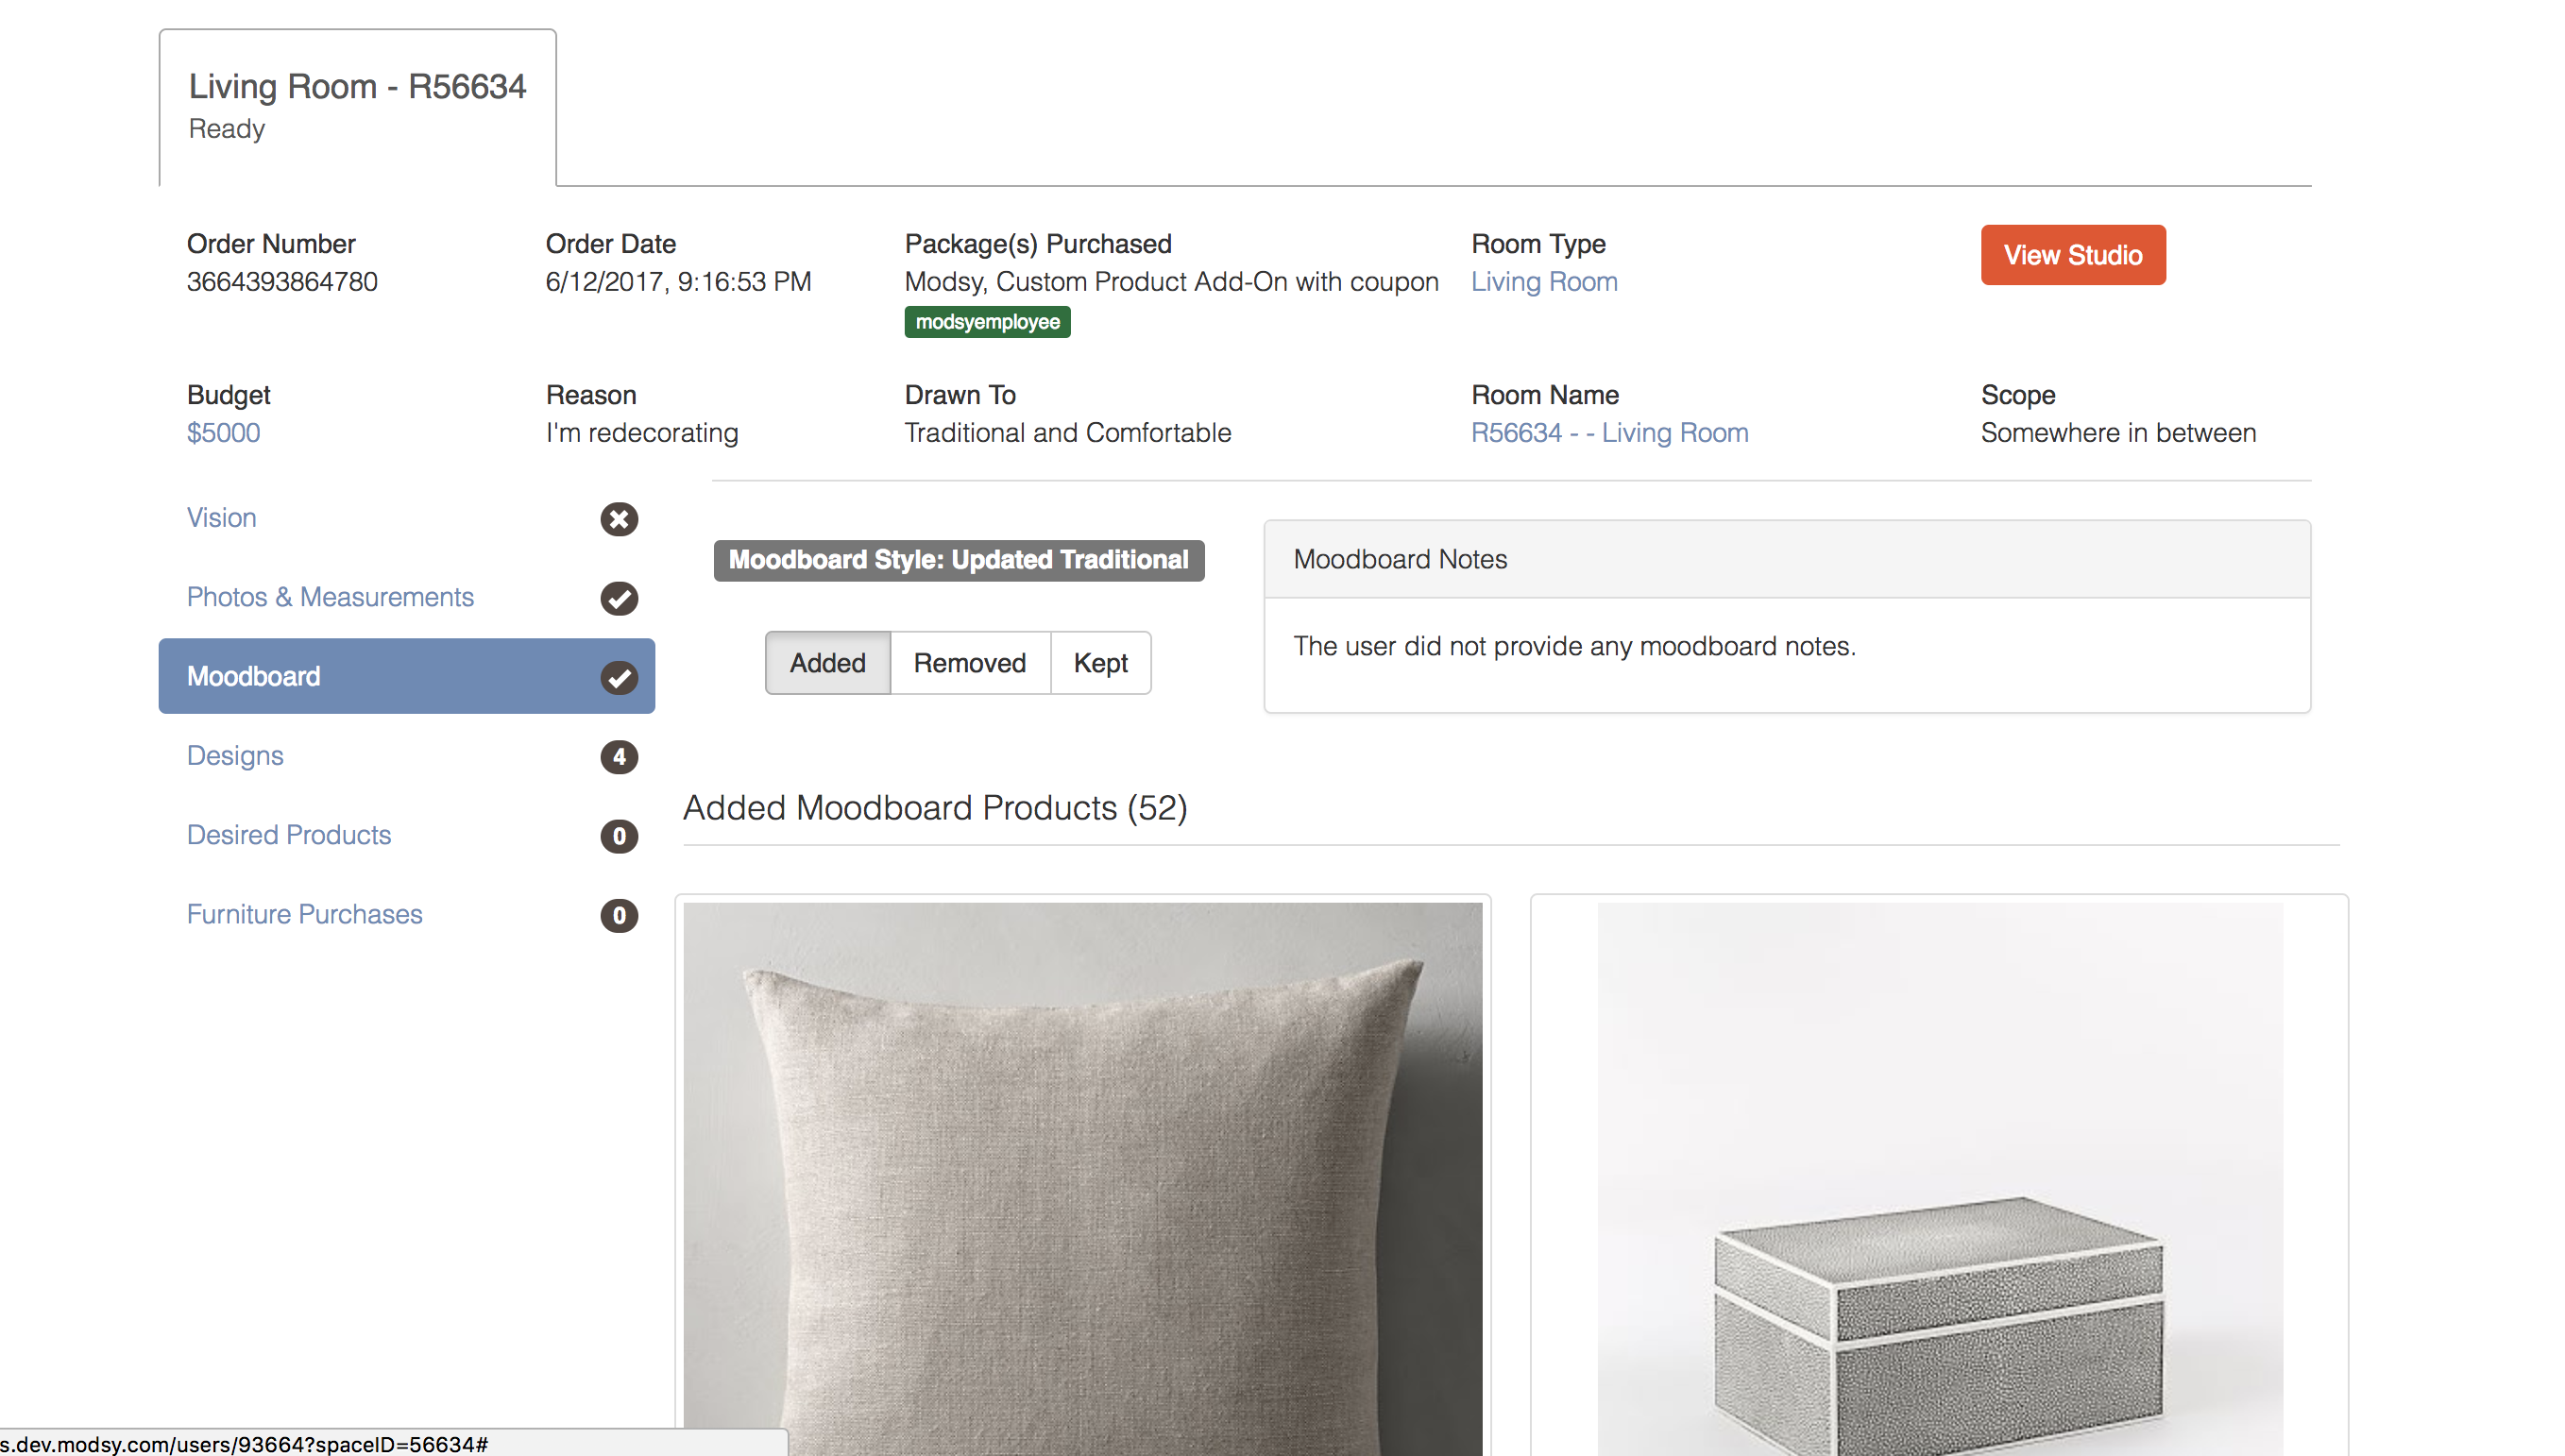 Living Room - R56634
Ready
Order Number
3664393864780
Order Date
6/12/2017, 9:16:53 PM
Package(s) Purchased
Modsy, Custom Product Add-On with coupon
modsyemployee
Room Type
Living Room
View Studio
Budget
$5000
Reason
I'm redecorating
Drawn To
Traditional and Comfortable
Room Name
R56634 - - Living Room
Scope
Somewhere in between
Vision
Photos & Measurements
Moodboard
Designs 4
Desired Products 0
Furniture Purchases 0
Moodboard Style: Updated Traditional
Added Removed Kept
Moodboard Notes
The user did not provide any moodboard notes.
Added Moodboard Products (52)
s.dev.modsy.com/users/93664?spaceID=56634#